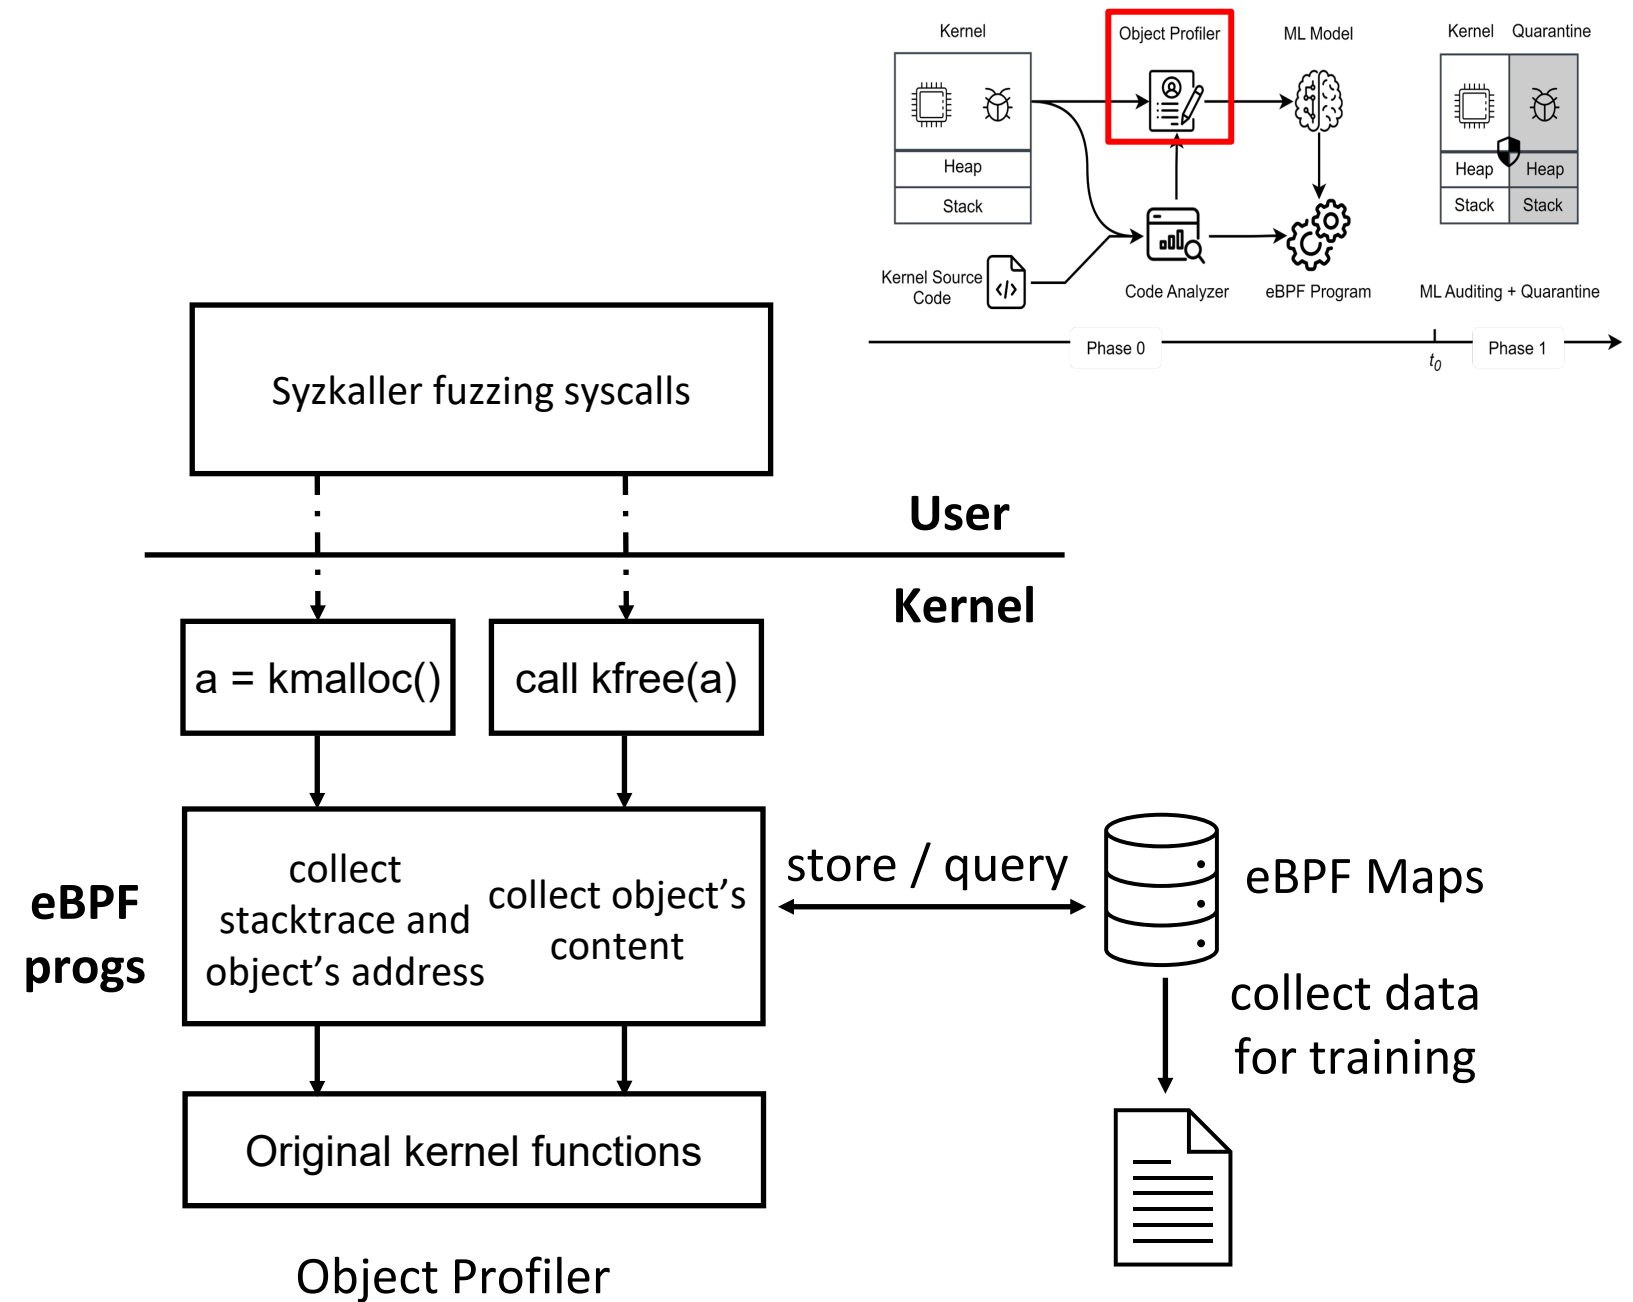 Kernel
Object Profiler
ML Model
Kernel
Quarantine
Heap
Stack
Heap
Heap
Stack
Stack
Kernel Source
Code
Code Analyzer
eBPF Program
ML Auditing + Quarantine
Phase 0
t0
Phase 1
Syzkaller fuzzing syscalls
User
Kernel
a = kmalloc()
call kfree(a)
eBPF
progs
collect
stacktrace and
object’s address
collect object’s
content
store / query
eBPF Maps
collect data
for training
Original kernel functions
Object Profiler